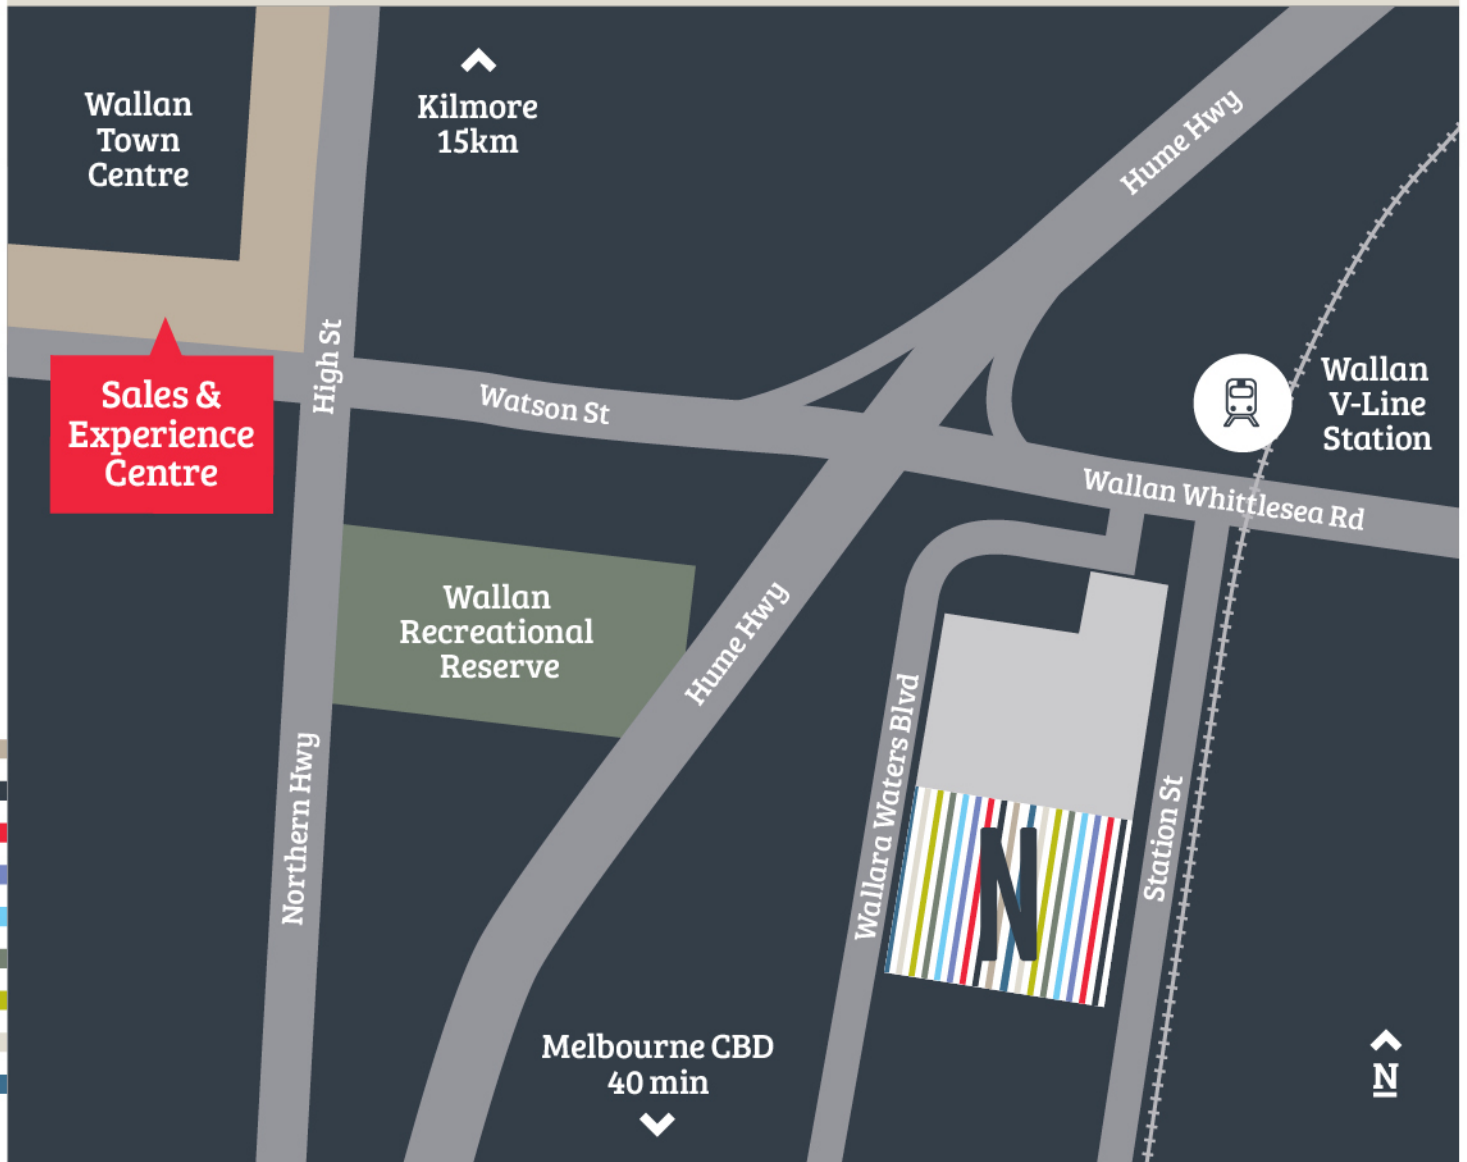 Wallan
Town
Centre
Kilmore
15km
Hume Hwy
High St
Sales &
Experience
Centre
Watson St
Wallan
V-Line
Station
Wallan Whittlesea Rd
Wallan
Recreational
Reserve
Hume Hwy
Northern Hwy
Wallara Waters Blvd
N
Station St
Melbourne CBD
40 min
N